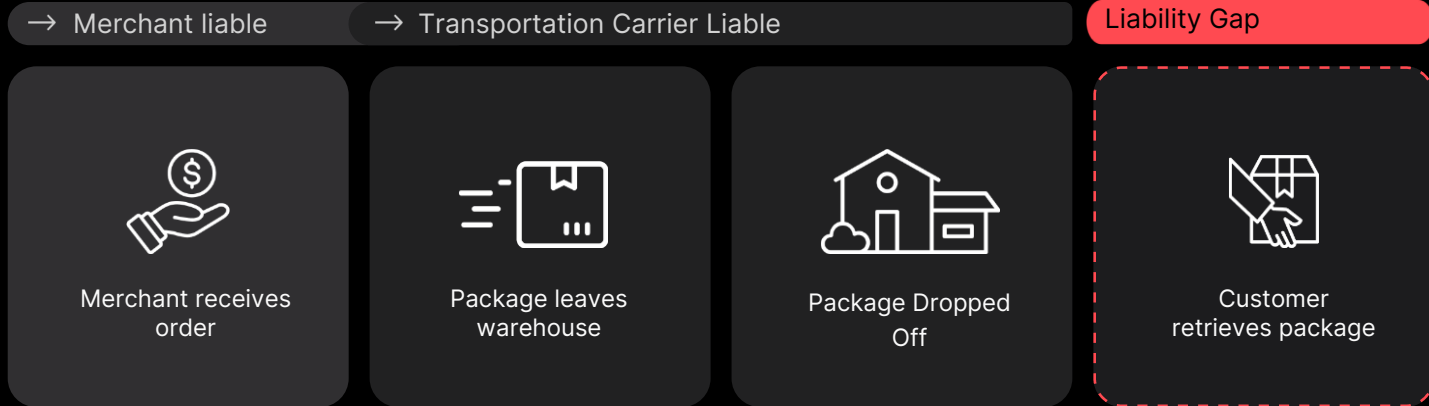 → Merchant liable
→ Transportation Carrier Liable
Liability Gap
$
Merchant receives
order
Package leaves
warehouse
Package Dropped
Off
Customer
retrieves package